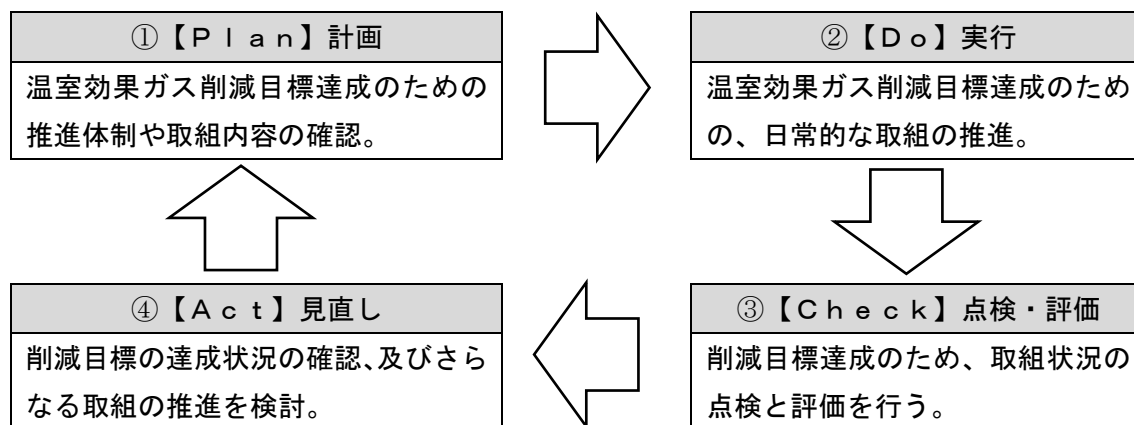 ①【Ｐｌａｎ】計画
温室効果ガス削減目標達成のための
推進体制や取組内容の確認。
②【Ｄｏ】実行
温室効果ガス削減目標達成のため
の、日常的な取組の推進。
③【Ｃｈｅｃｋ】点検・評価
削減目標達成のため、取組状況の
点検と評価を行う。
④【Ａｃｔ】見直し
削減目標の達成状況の確認、及びさら
なる取組の推進を検討。